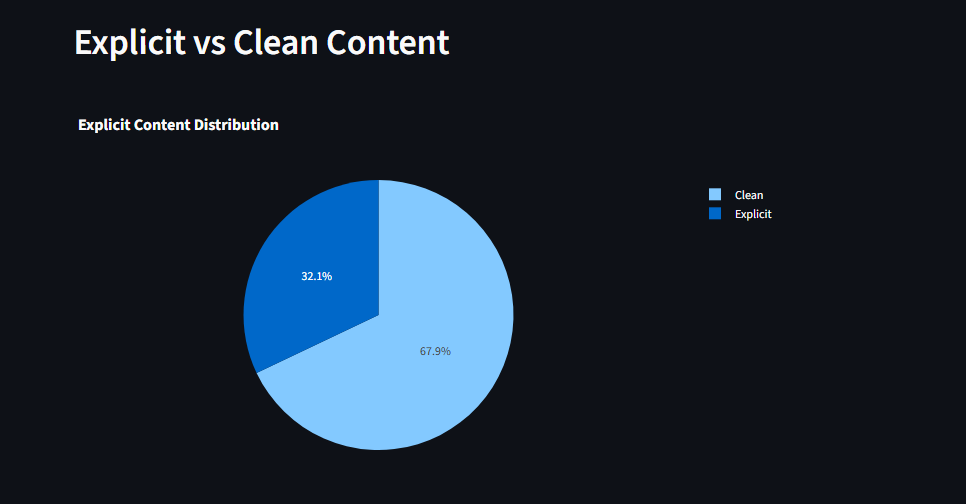 Explicit vs Clean Content
Explicit Content Distribution
Clean
Explicit
32.1%
67.9%